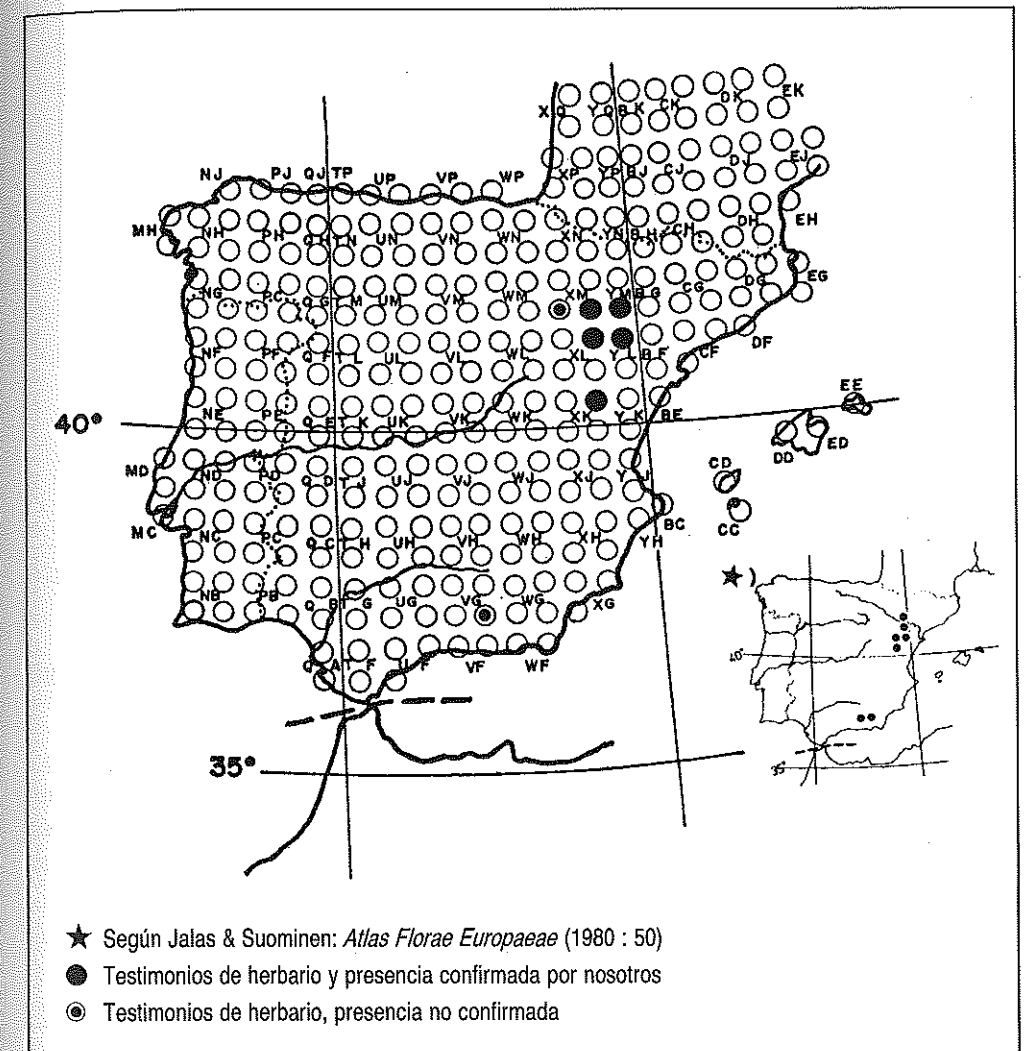 XQ YQ BK CK DK EK
NJ PJ QJ TP UP VP WP XP YP BJ CJ DJ EJ
MH NH PH QH TN UN VN WN XN YN BH CH DH EH
NG PG QG TM UM VM WM XM YM BG CG DG EG
NF PF QF TL UL VL WL XL YL BF CF DF
40° NE PE QE TK UK VK WK XK YK BE EE
MD ND PD QD TJ UJ VJ WJ XJ YJ CD DD ED
MC NC PC QC TH UH VH WH XH YH BC CC
NB PB QB TG UG VG WG XG
QA TF UF VF WF
40° ?
35° 35°
★ Según Jalas & Suominen: Atlas Florae Europaeae (1980 : 50)
Testimonios de herbario y presencia confirmada por nosotros
Testimonios de herbario, presencia no confirmada